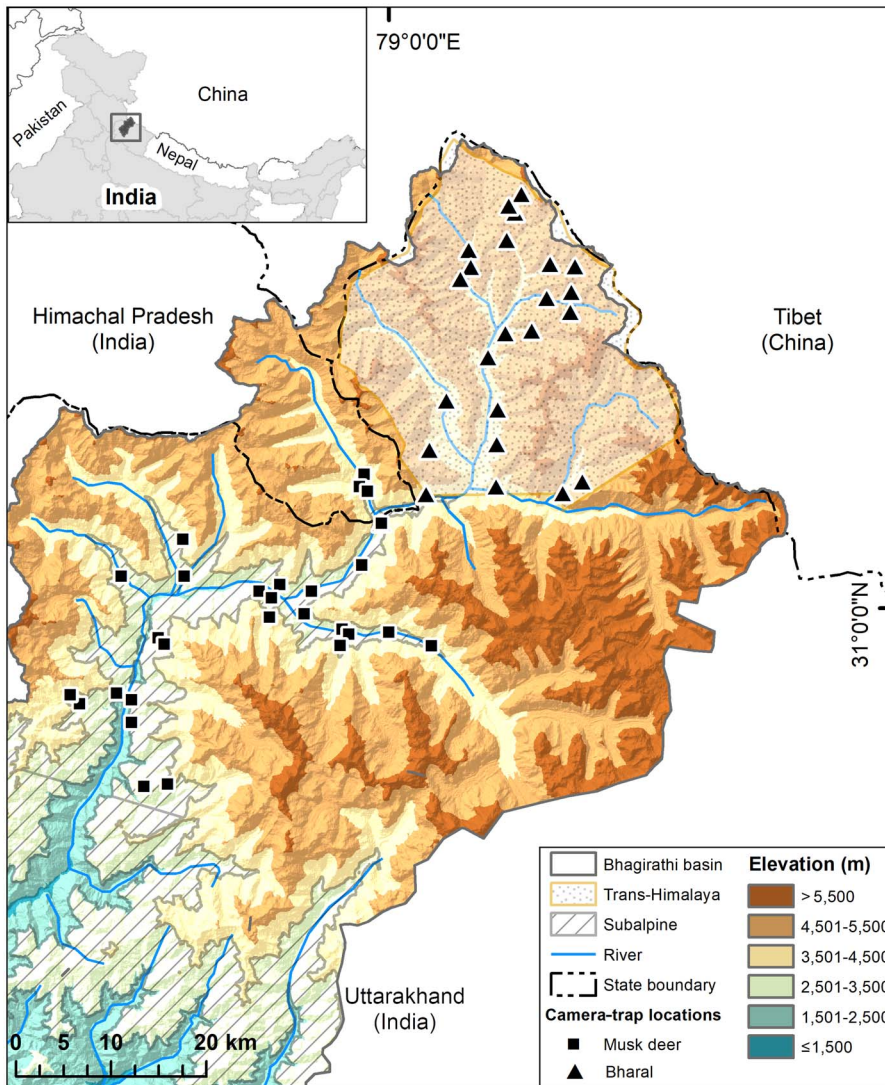 79°0'0"E
China
Pakistan
Nepal
India
Himachal Pradesh
(India)
Tibet
(China)
31°0'0"N
Uttarakhand
(India)
0 5 10 20 km
Bhagirathi basin
Trans-Himalaya
Subalpine
River
State boundary
Camera-trap locations
Musk deer
Bharal
Elevation (m)
> 5,500
4,501-5,500
3,501-4,500
2,501-3,500
1,501-2,500
≤1,500